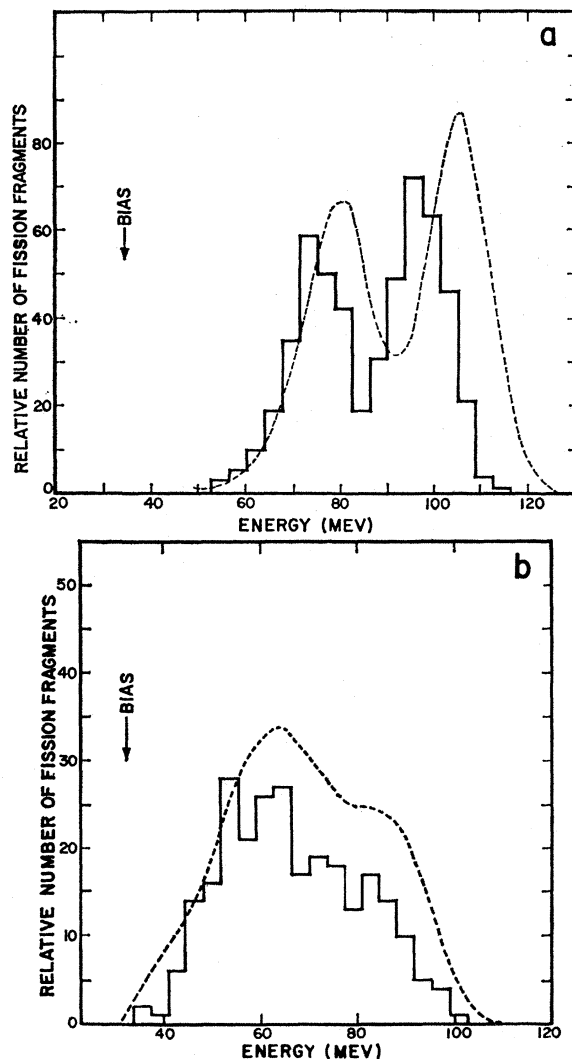 a
RELATIVE NUMBER OF FISSION FRAGMENTS
80
60
40
20
0
BIAS
20 40 60 80 100 120
ENERGY (MEV)
b
RELATIVE NUMBER OF FISSION FRAGMENTS
50
40
30
20
10
0
BIAS
40 60 80 100 120
ENERGY (MEV)